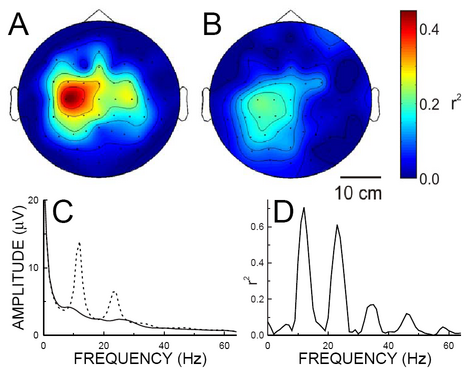 A
B
0.4
0.2
r²
0.0
10 cm
C
20
10
0
AMPLITUDE (µV)
0 20 40 60
FREQUENCY (Hz)
D
0.6
0.4
0.2
0.0
r²
0 20 40 60
FREQUENCY (Hz)